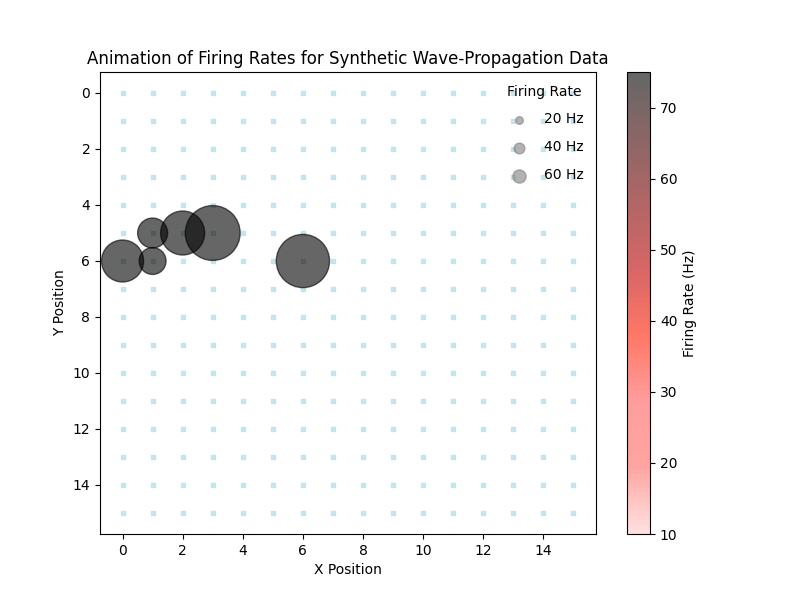 Animation of Firing Rates for Synthetic Wave-Propagation Data
Firing Rate
20 Hz
40 Hz
60 Hz
0
2
4
6
8
10
12
14
Y Position
0
2
4
6
8
10
12
14
X Position
70
60
50
40
30
20
10
Firing Rate (Hz)